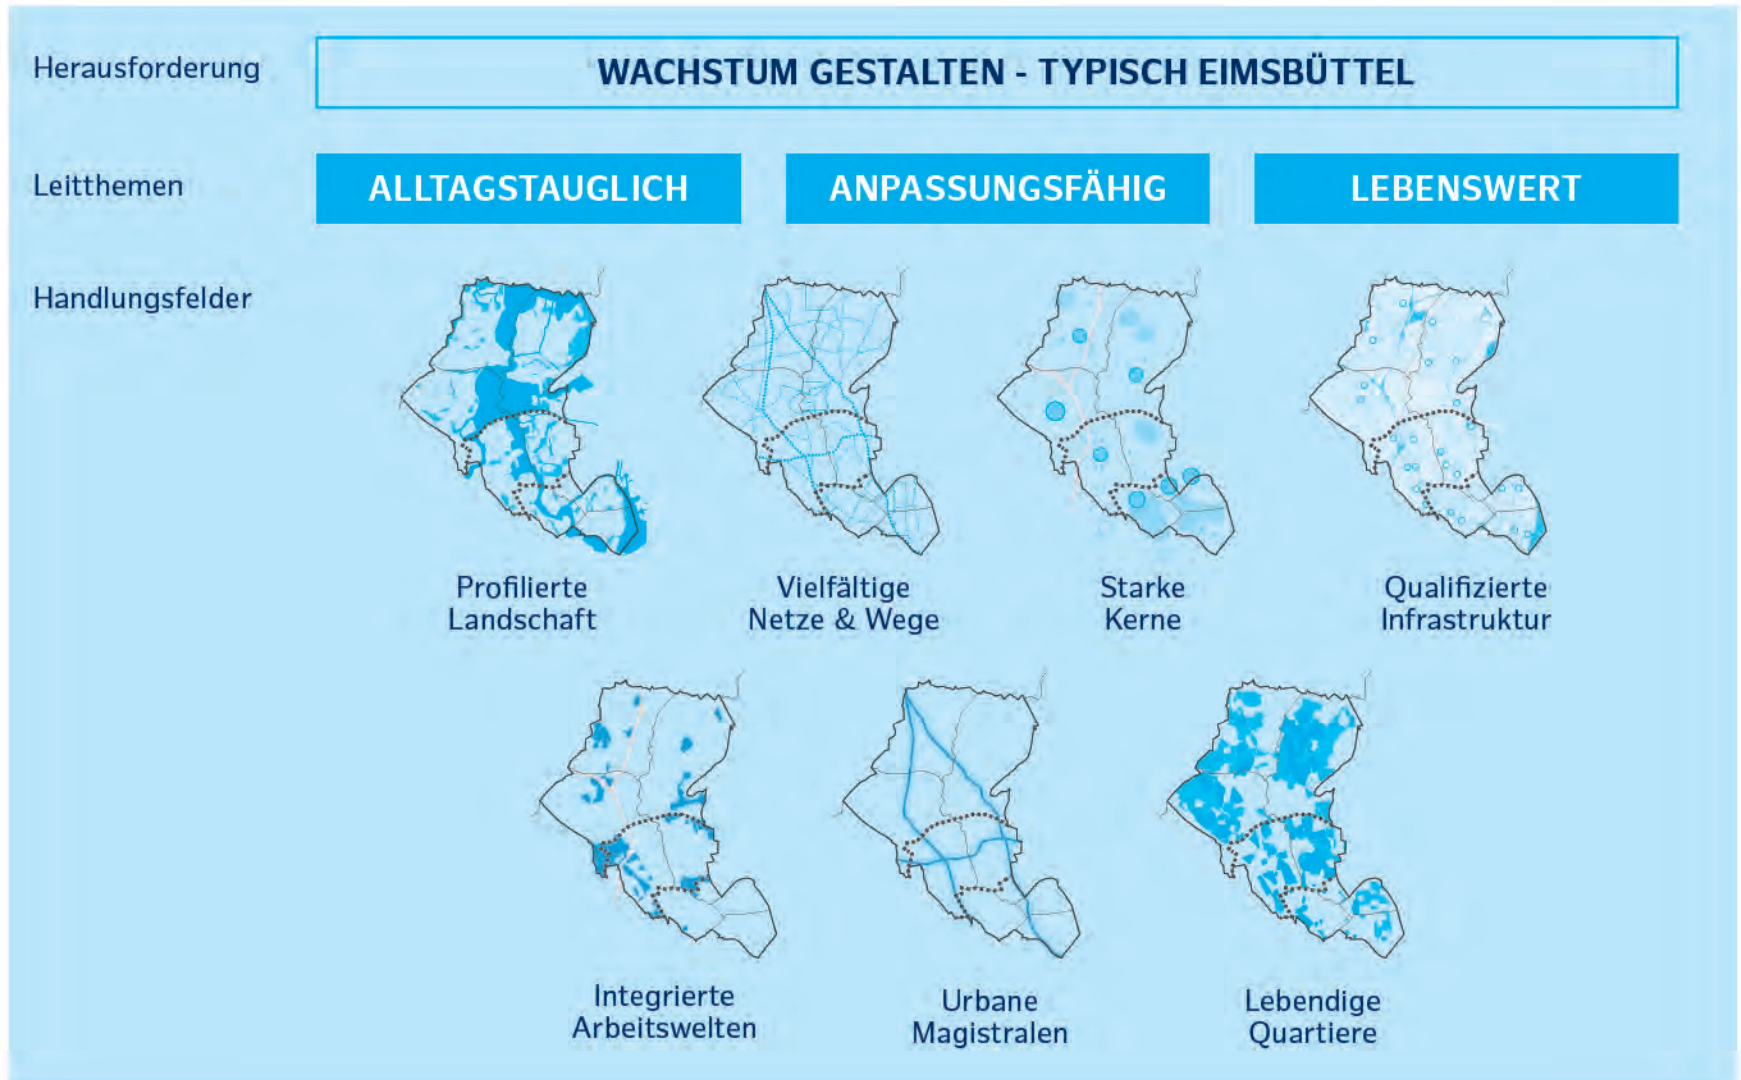 Herausforderung
WACHSTUM GESTALTEN - TYPISCH EIMSBÜTTEL
Leitthemen
ALLTAGSTAUGLICH
ANPASSUNGSFÄHIG
LEBENSWERT
Handlungsfelder
Profilierte
Landschaft
Vielfältige
Netze & Wege
Starke
Kerne
Qualifizierte
Infrastruktur
Integrierte
Arbeitswelten
Urbane
Magistralen
Lebendige
Quartiere